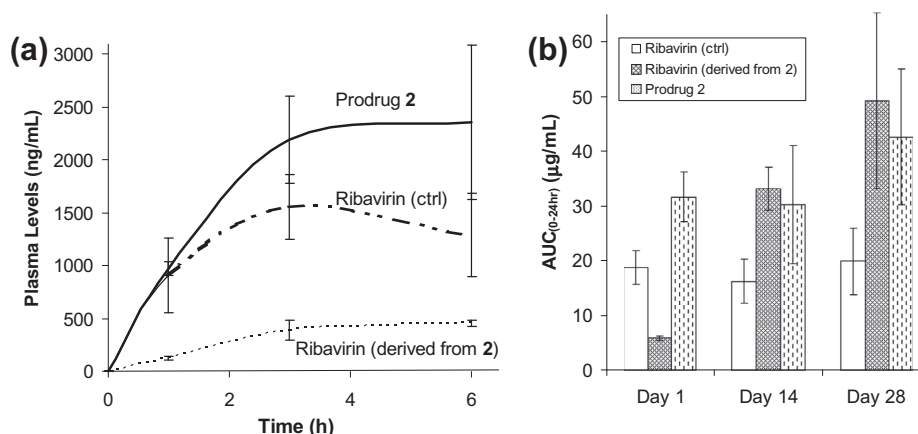 (a)
3000
2500
2000
1500
1000
500
0
Plasma Levels (ng/mL)
Prodrug 2
Ribavirin (ctrl)
Ribavirin (derived from 2)
0 2 4 6
Time (h)
(b)
60
50
40
30
20
10
0
AUC(0-24hr) (μg/mL)
Ribavirin (ctrl)
Ribavirin (derived from 2)
Prodrug 2
Day 1 Day 14 Day 28